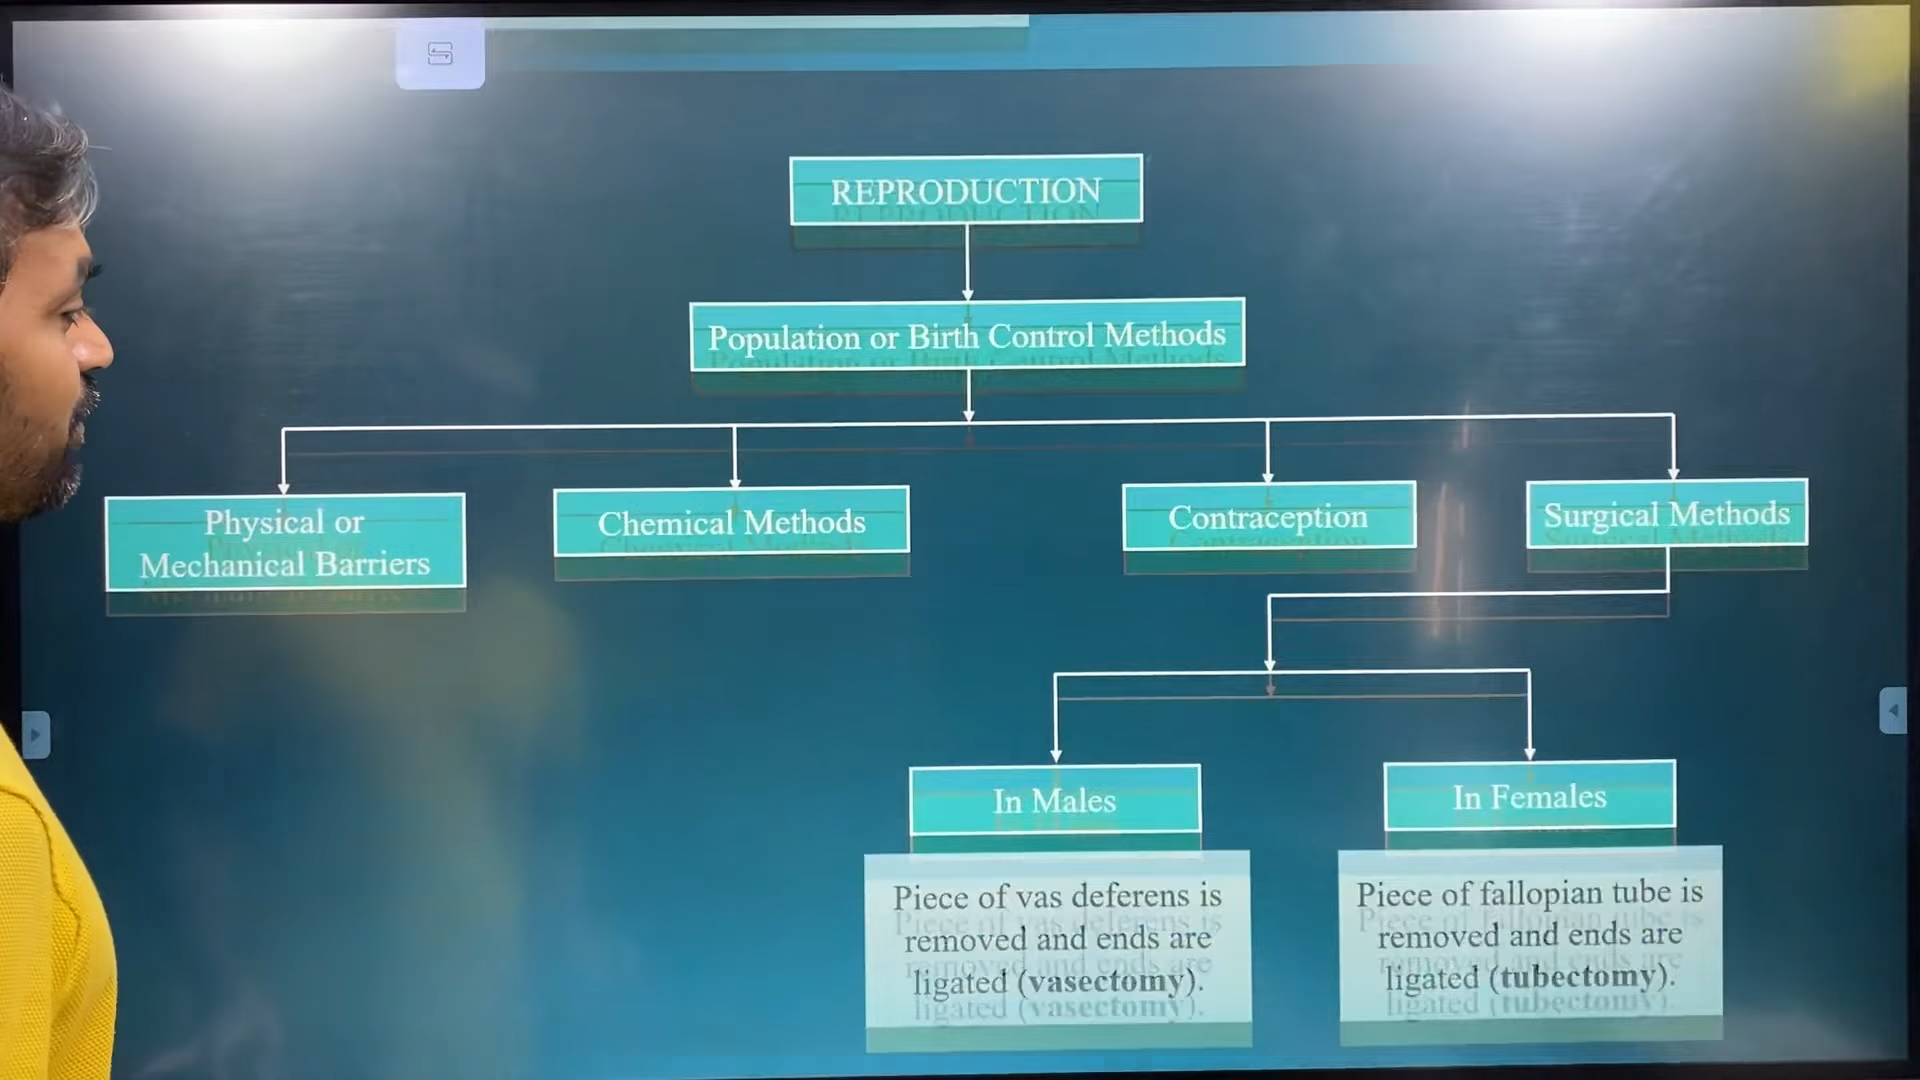 REPRODUCTION
Population or Birth Control Methods
Physical or
Mechanical Barriers
Chemical Methods
Contraception
Surgical Methods
In Males
In Females
Piece of vas deferens is
removed and ends are
ligated (vasectomy).
Piece of fallopian tube is
removed and ends are
ligated (tubectomy).